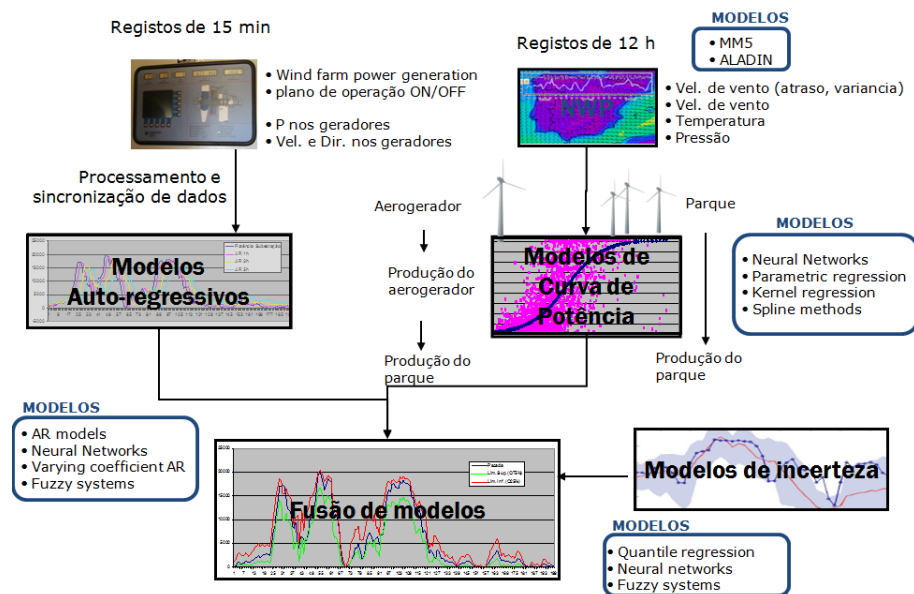 Registos de 15 min
• Wind farm power generation
• plano de operação ON/OFF
• P nos geradores
• Vel. e Dir. nos geradores
Registos de 12 h
NWP
MODELOS
• MM5
• ALADIN
• Vel. de vento (atraso, variancia)
• Vel. de vento
• Temperatura
• Pressão
Processamento e
sincronização de dados
Modelos
Auto-regressivos
Aerogerador
Produção do
aerogerador
Produção do
parque
Modelos de
Curva de
Potência
Parque
Produção do
parque
MODELOS
• Neural Networks
• Parametric regression
• Kernel regression
• Spline methods
MODELOS
• AR models
• Neural Networks
• Varying coefficient AR
• Fuzzy systems
Fusão de modelos
Modelos de incerteza
MODELOS
• Quantile regression
• Neural networks
• Fuzzy systems